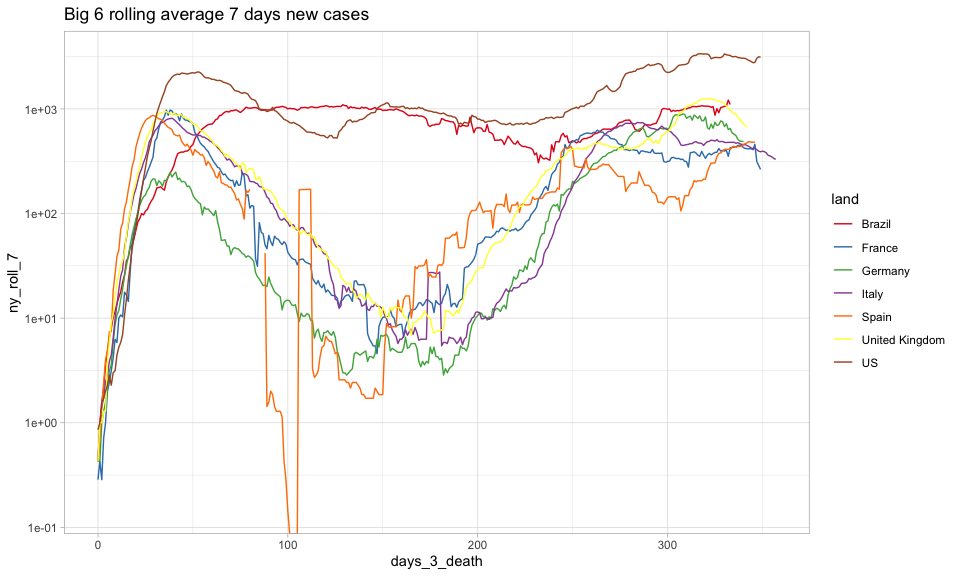 Big 6 rolling average 7 days new cases
ny_roll_7
1e+03
1e+02
1e+01
1e+00
1e-01
0
100
200
300
days_3_death
land
Brazil
France
Germany
Italy
Spain
United Kingdom
US